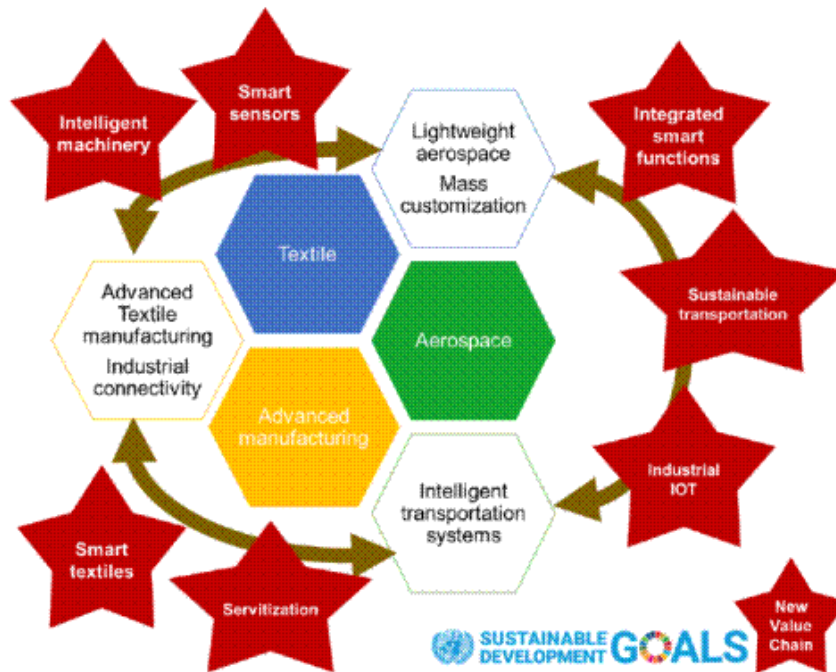 Smart
sensors
Intelligent
machinery
Integrated
smart
functions
Lightweight
aerospace
Mass
customization
Textile
Sustainable
transportation
Advanced
Textile
manufacturing
Industrial
connectivity
Aerospace
Advanced
manufacturing
Industrial
IOT
Intelligent
transportation
systems
Smart
textiles
Servitization
New
Value
Chain
SUSTAINABLE
DEVELOPMENT
GOALS